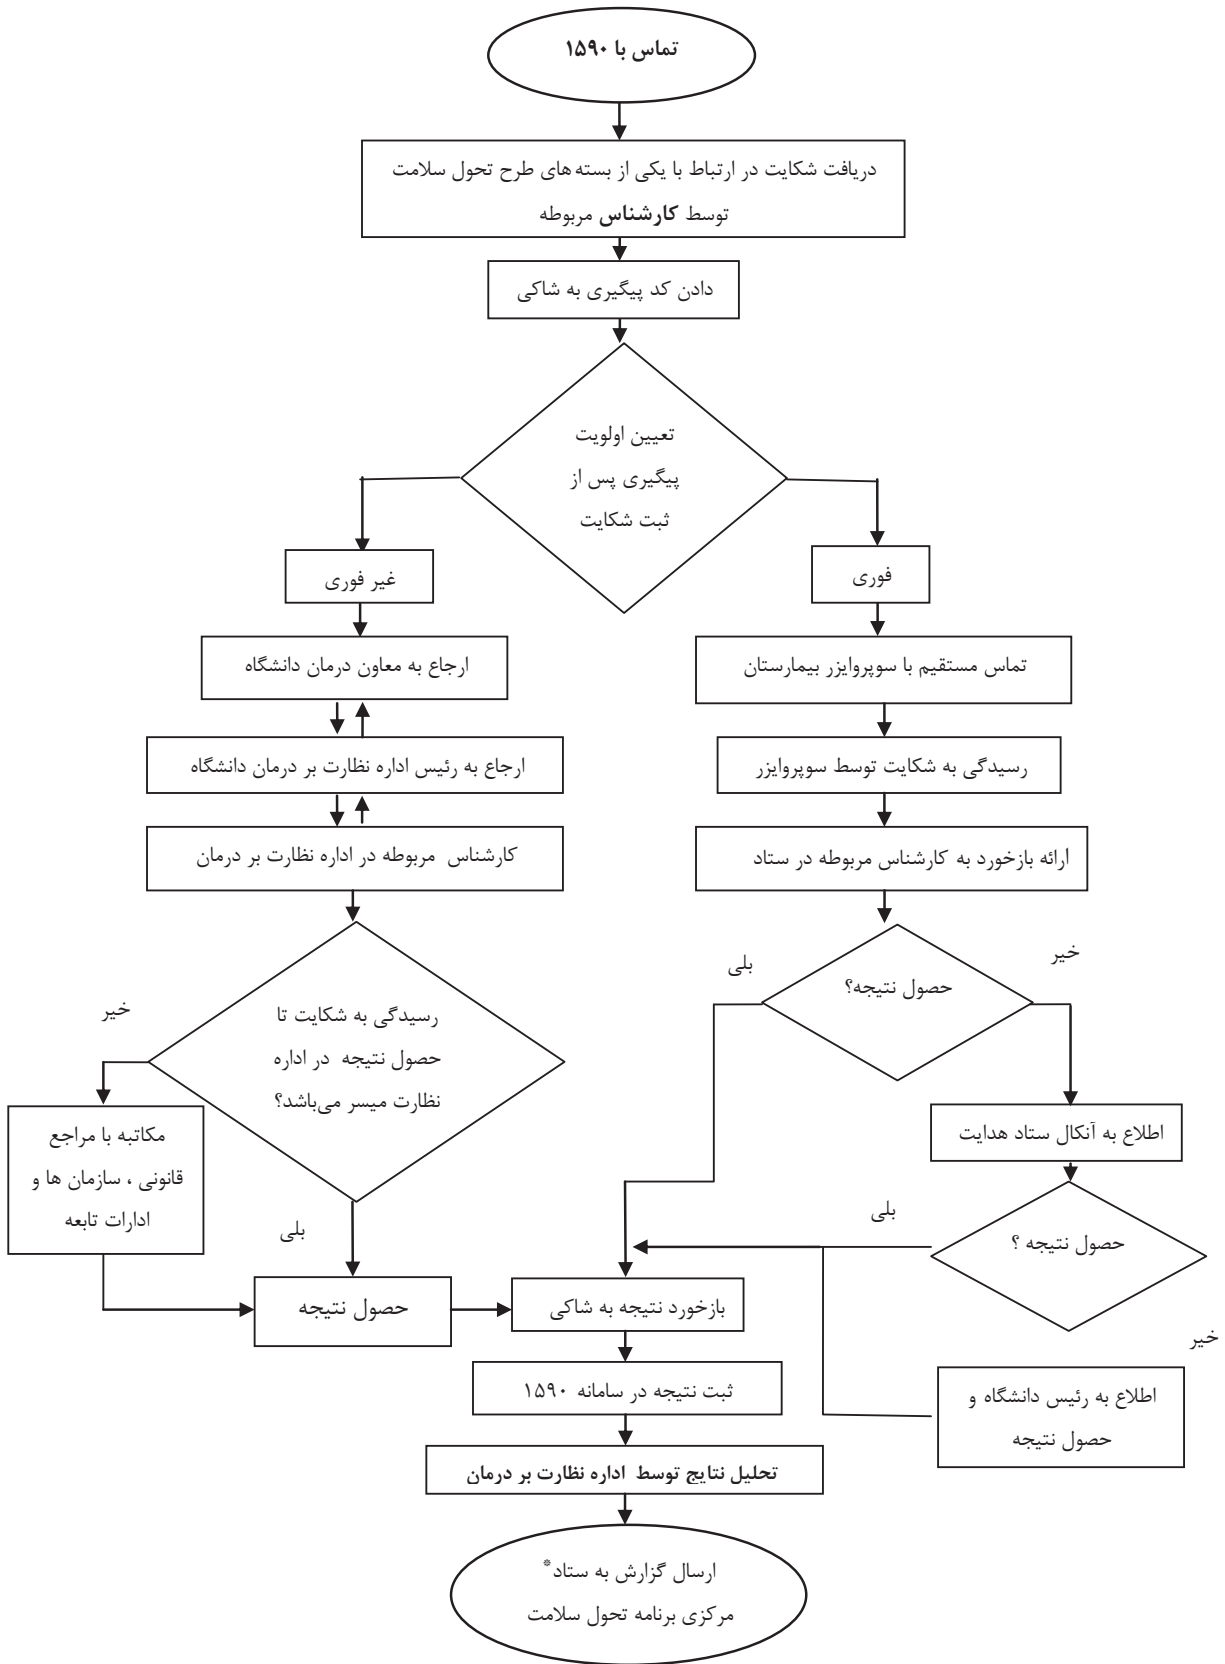 تماس با ۱۵۹۰
دریافت شکایت در ارتباط با یکی از بسته های طرح تحول سلامت
توسط کارشناس مربوطه
دادن کد پیگیری به شاکی
تعیین اولویت
پیگیری پس از
ثبت شکایت
فوری
غیر فوری
تماس مستقیم با سوپروایزر بیمارستان
ارجاع به معاون درمان دانشگاه
رسیدگی به شکایت توسط سوپروایزر
ارجاع به رئیس اداره نظارت بر درمان دانشگاه
ارائه بازخورد به کارشناس مربوطه در ستاد
کارشناس مربوطه در اداره نظارت بر درمان
خیر
بلی
حصول نتیجه؟
خیر
رسیدگی به شکایت تا
حصول نتیجه در اداره
نظارت میسر می‌باشد؟
اطلاع به آنکال ستاد هدایت
مکاتبه با مراجع
قانونی ، سازمان ها و
ادارات تابعه
بلی
بلی
حصول نتیجه ؟
حصول نتیجه
بازخورد نتیجه به شاکی
خیر
ثبت نتیجه در سامانه ۱۵۹۰
اطلاع به رئیس دانشگاه و
حصول نتیجه
تحلیل نتایج توسط اداره نظارت بر درمان
ارسال گزارش به ستاد*
مرکزی برنامه تحول سلامت